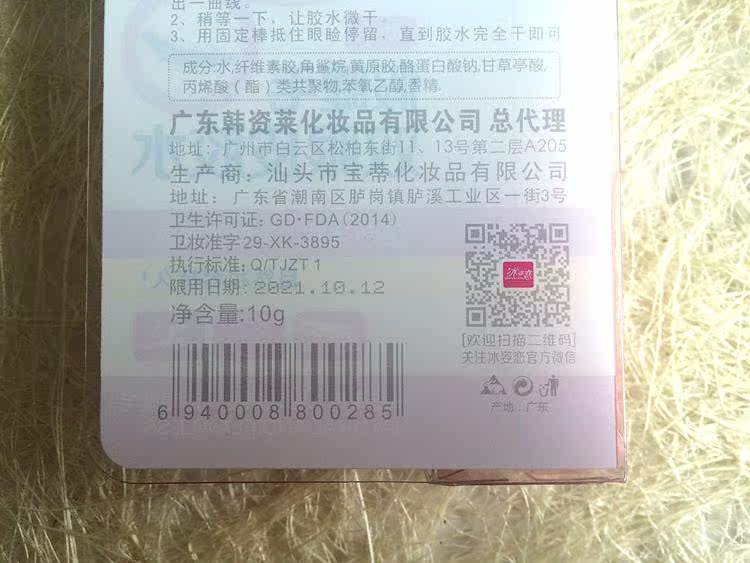 出一曲线。
2、稍等一下，让胶水微干。
3、用固定棒抵住眼睑停留，直到胶水完全干即可
成分:水,纤维素胶,角鲨烷,黄原胶,酪蛋白酸钠,甘草亭酸,
丙烯酸（酯）类共聚物,苯氧乙醇,香精.
广东韩资莱化妆品有限公司 总代理
地址：广州市白云区松柏东街11、13号第二层A205
生产商：汕头市宝蒂化妆品有限公司
地址：广东省潮南区胪岗镇胪溪工业区一街3号
卫生许可证: GD·FDA(2014)
卫妆准字29-XK-3895
执行标准: Q/TJZT 1
限用日期: 2021.10.12
净含量:10g
冰姿恋
[欢迎扫描二维码]
关注冰姿恋官方微信
产地:广东
6 940008 800285